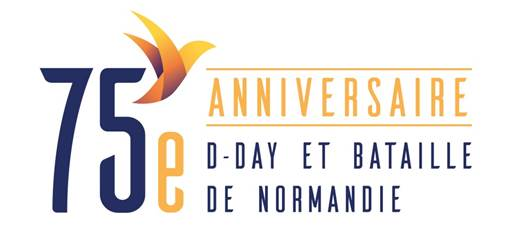 75e
ANNIVERSAIRE
D-DAY ET BATAILLE
DE NORMANDIE